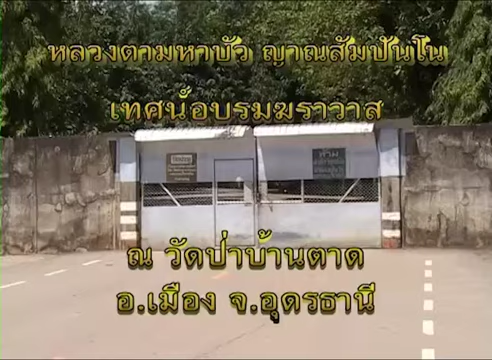 หลวงตามหาบัว ญาณสัมปันโน
เทศน์อบรมฆราวาส
ห้าม
ณ วัดป่าบ้านตาด
อ.เมือง จ.อุดรธานี